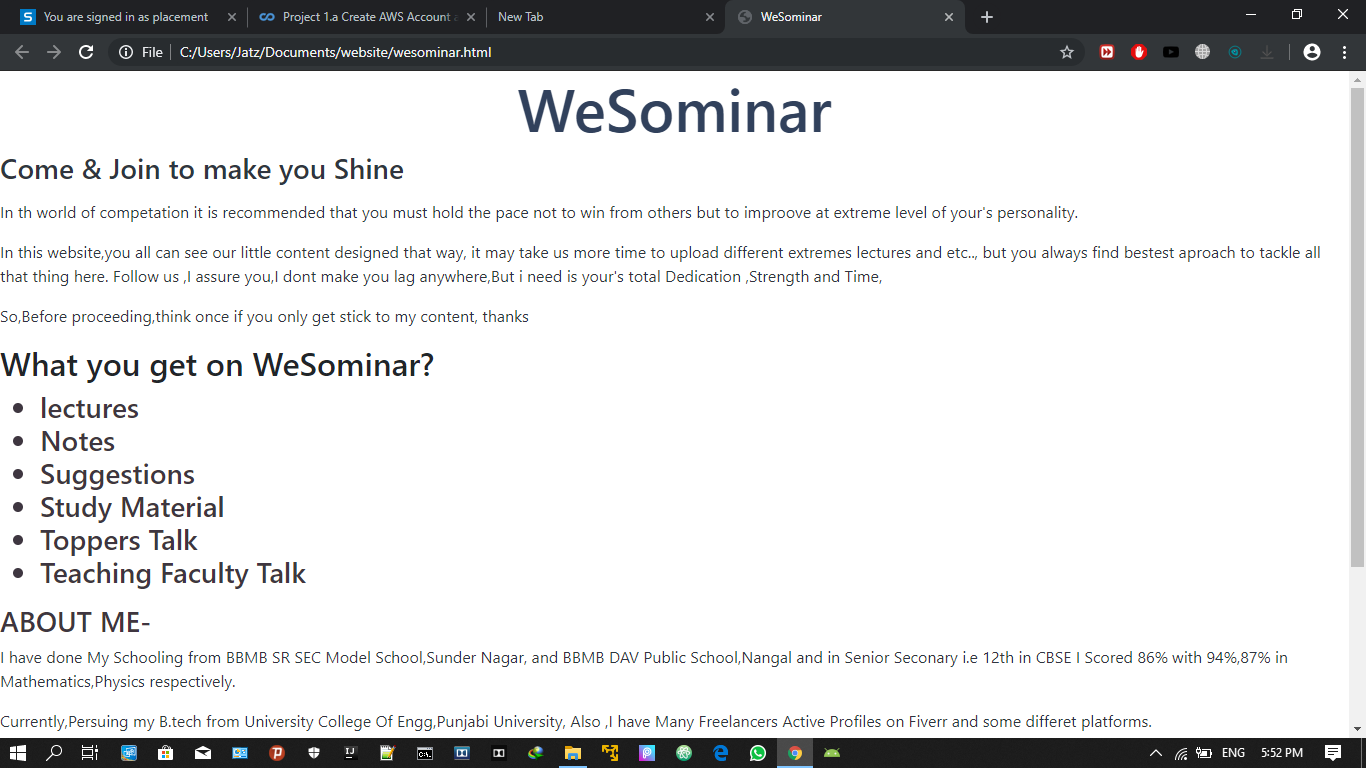 You are signed in as placement
Project 1.a Create AWS Account a
New Tab
WeSominar
File
C:/Users/Jatz/Documents/website/wesominar.html
WeSominar
Come & Join to make you Shine
In th world of competation it is recommended that you must hold the pace not to win from others but to improove at extreme level of your's personality.
In this website,you all can see our little content designed that way, it may take us more time to upload different extremes lectures and etc.., but you always find bestest aproach to tackle all
that thing here. Follow us ,I assure you,I dont make you lag anywhere,But i need is your's total Dedication ,Strength and Time,
So,Before proceeding,think once if you only get stick to my content, thanks
What you get on WeSominar?
lectures
Notes
Suggestions
Study Material
Toppers Talk
Teaching Faculty Talk
ABOUT ME-
I have done My Schooling from BBMB SR SEC Model School,Sunder Nagar, and BBMB DAV Public School,Nangal and in Senior Seconary i.e 12th in CBSE I Scored 86% with 94%,87% in
Mathematics,Physics respectively.
Currently,Persuing my B.tech from University College Of Engg,Punjabi University, Also ,I have Many Freelancers Active Profiles on Fiverr and some differet platforms.
ENG
5:52 PM